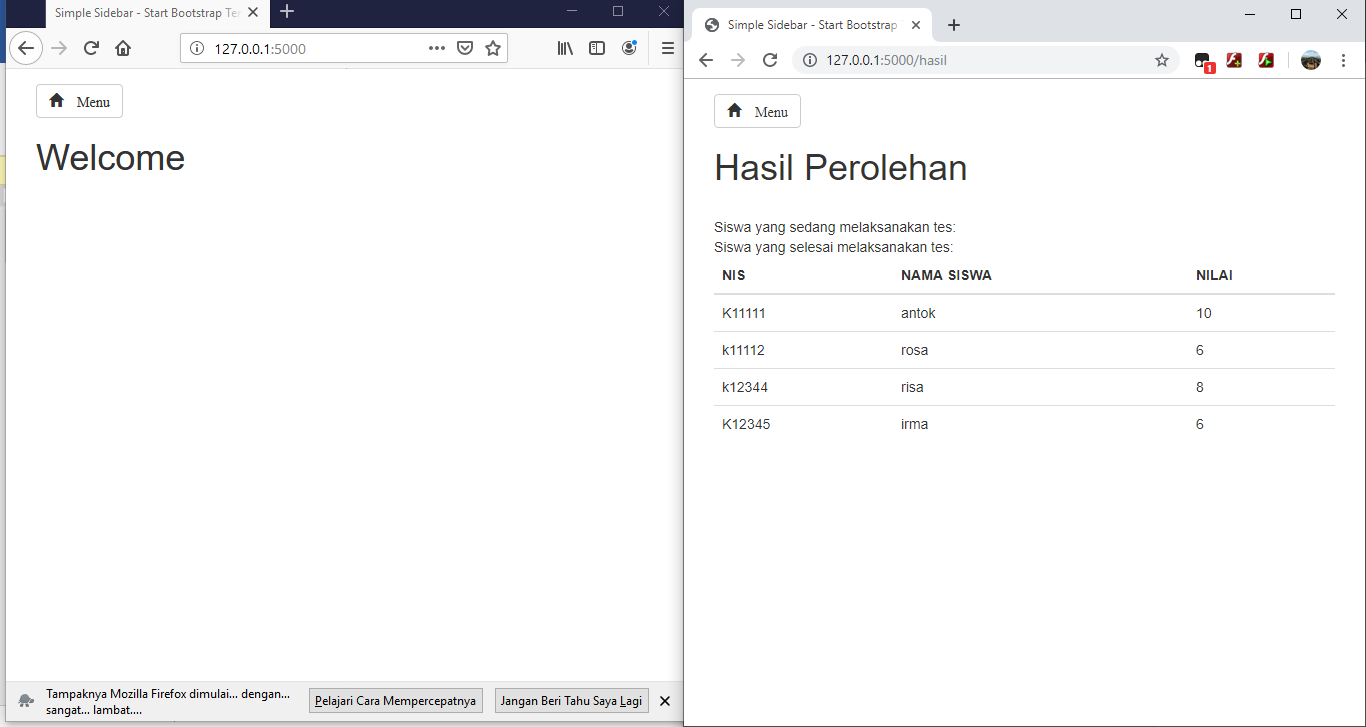 Simple Sidebar - Start Bootstrap Te
127.0.0.1:5000
Menu
Welcome
Tampaknya Mozilla Firefox dimulai... dengan...
sangat... lambat....
Pelajari Cara Mempercepatnya
Jangan Beri Tahu Saya Lagi
Simple Sidebar - Start Bootstrap
127.0.0.1:5000/hasil
1
Menu
Hasil Perolehan
Siswa yang sedang melaksanakan tes:
Siswa yang selesai melaksanakan tes:
NIS NAMA SISWA NILAI
K11111 antok 10
k11112 rosa 6
k12344 risa 8
K12345 irma 6